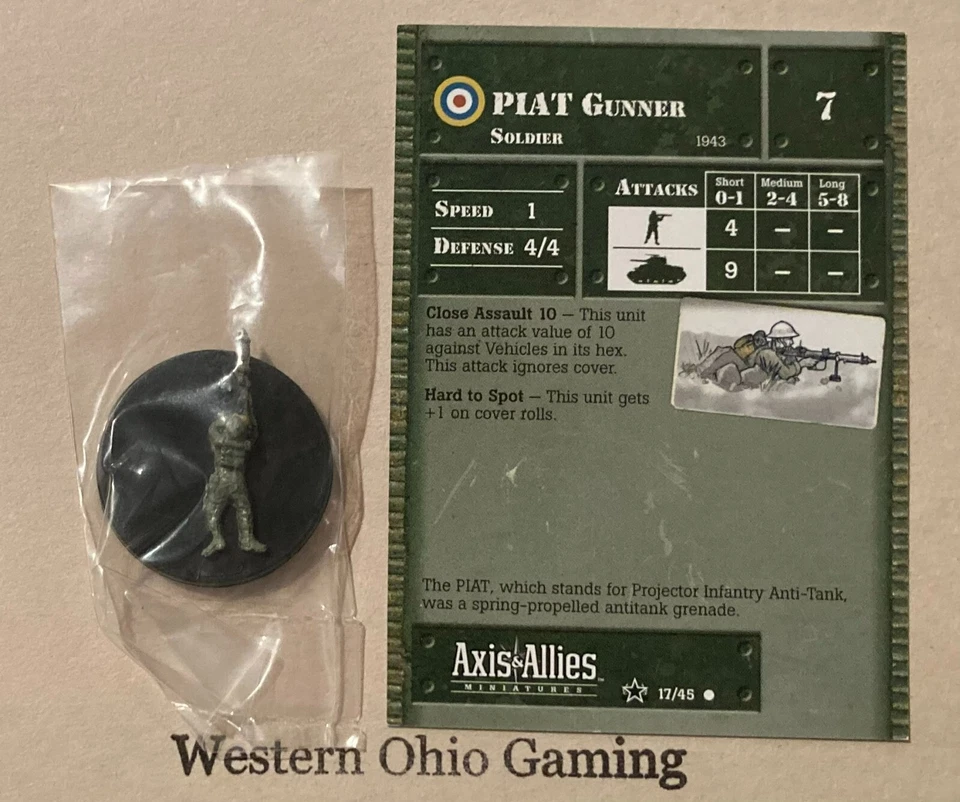 PIAT Gunner
7
Soldier
1943
Speed 1
Defense 4/4
Attacks
Short 0-1
Medium 2-4
Long 5-8
4 – –
9 – –
Close Assault 10 – This unit
has an attack value of 10
against Vehicles in its hex.
This attack ignores cover.
Hard to Spot – This unit gets
+1 on cover rolls.
The PIAT, which stands for Projector Infantry Anti-Tank,
was a spring-propelled antitank grenade.
Axis & Allies™
MINIATURES
17/45
Western Ohio Gaming